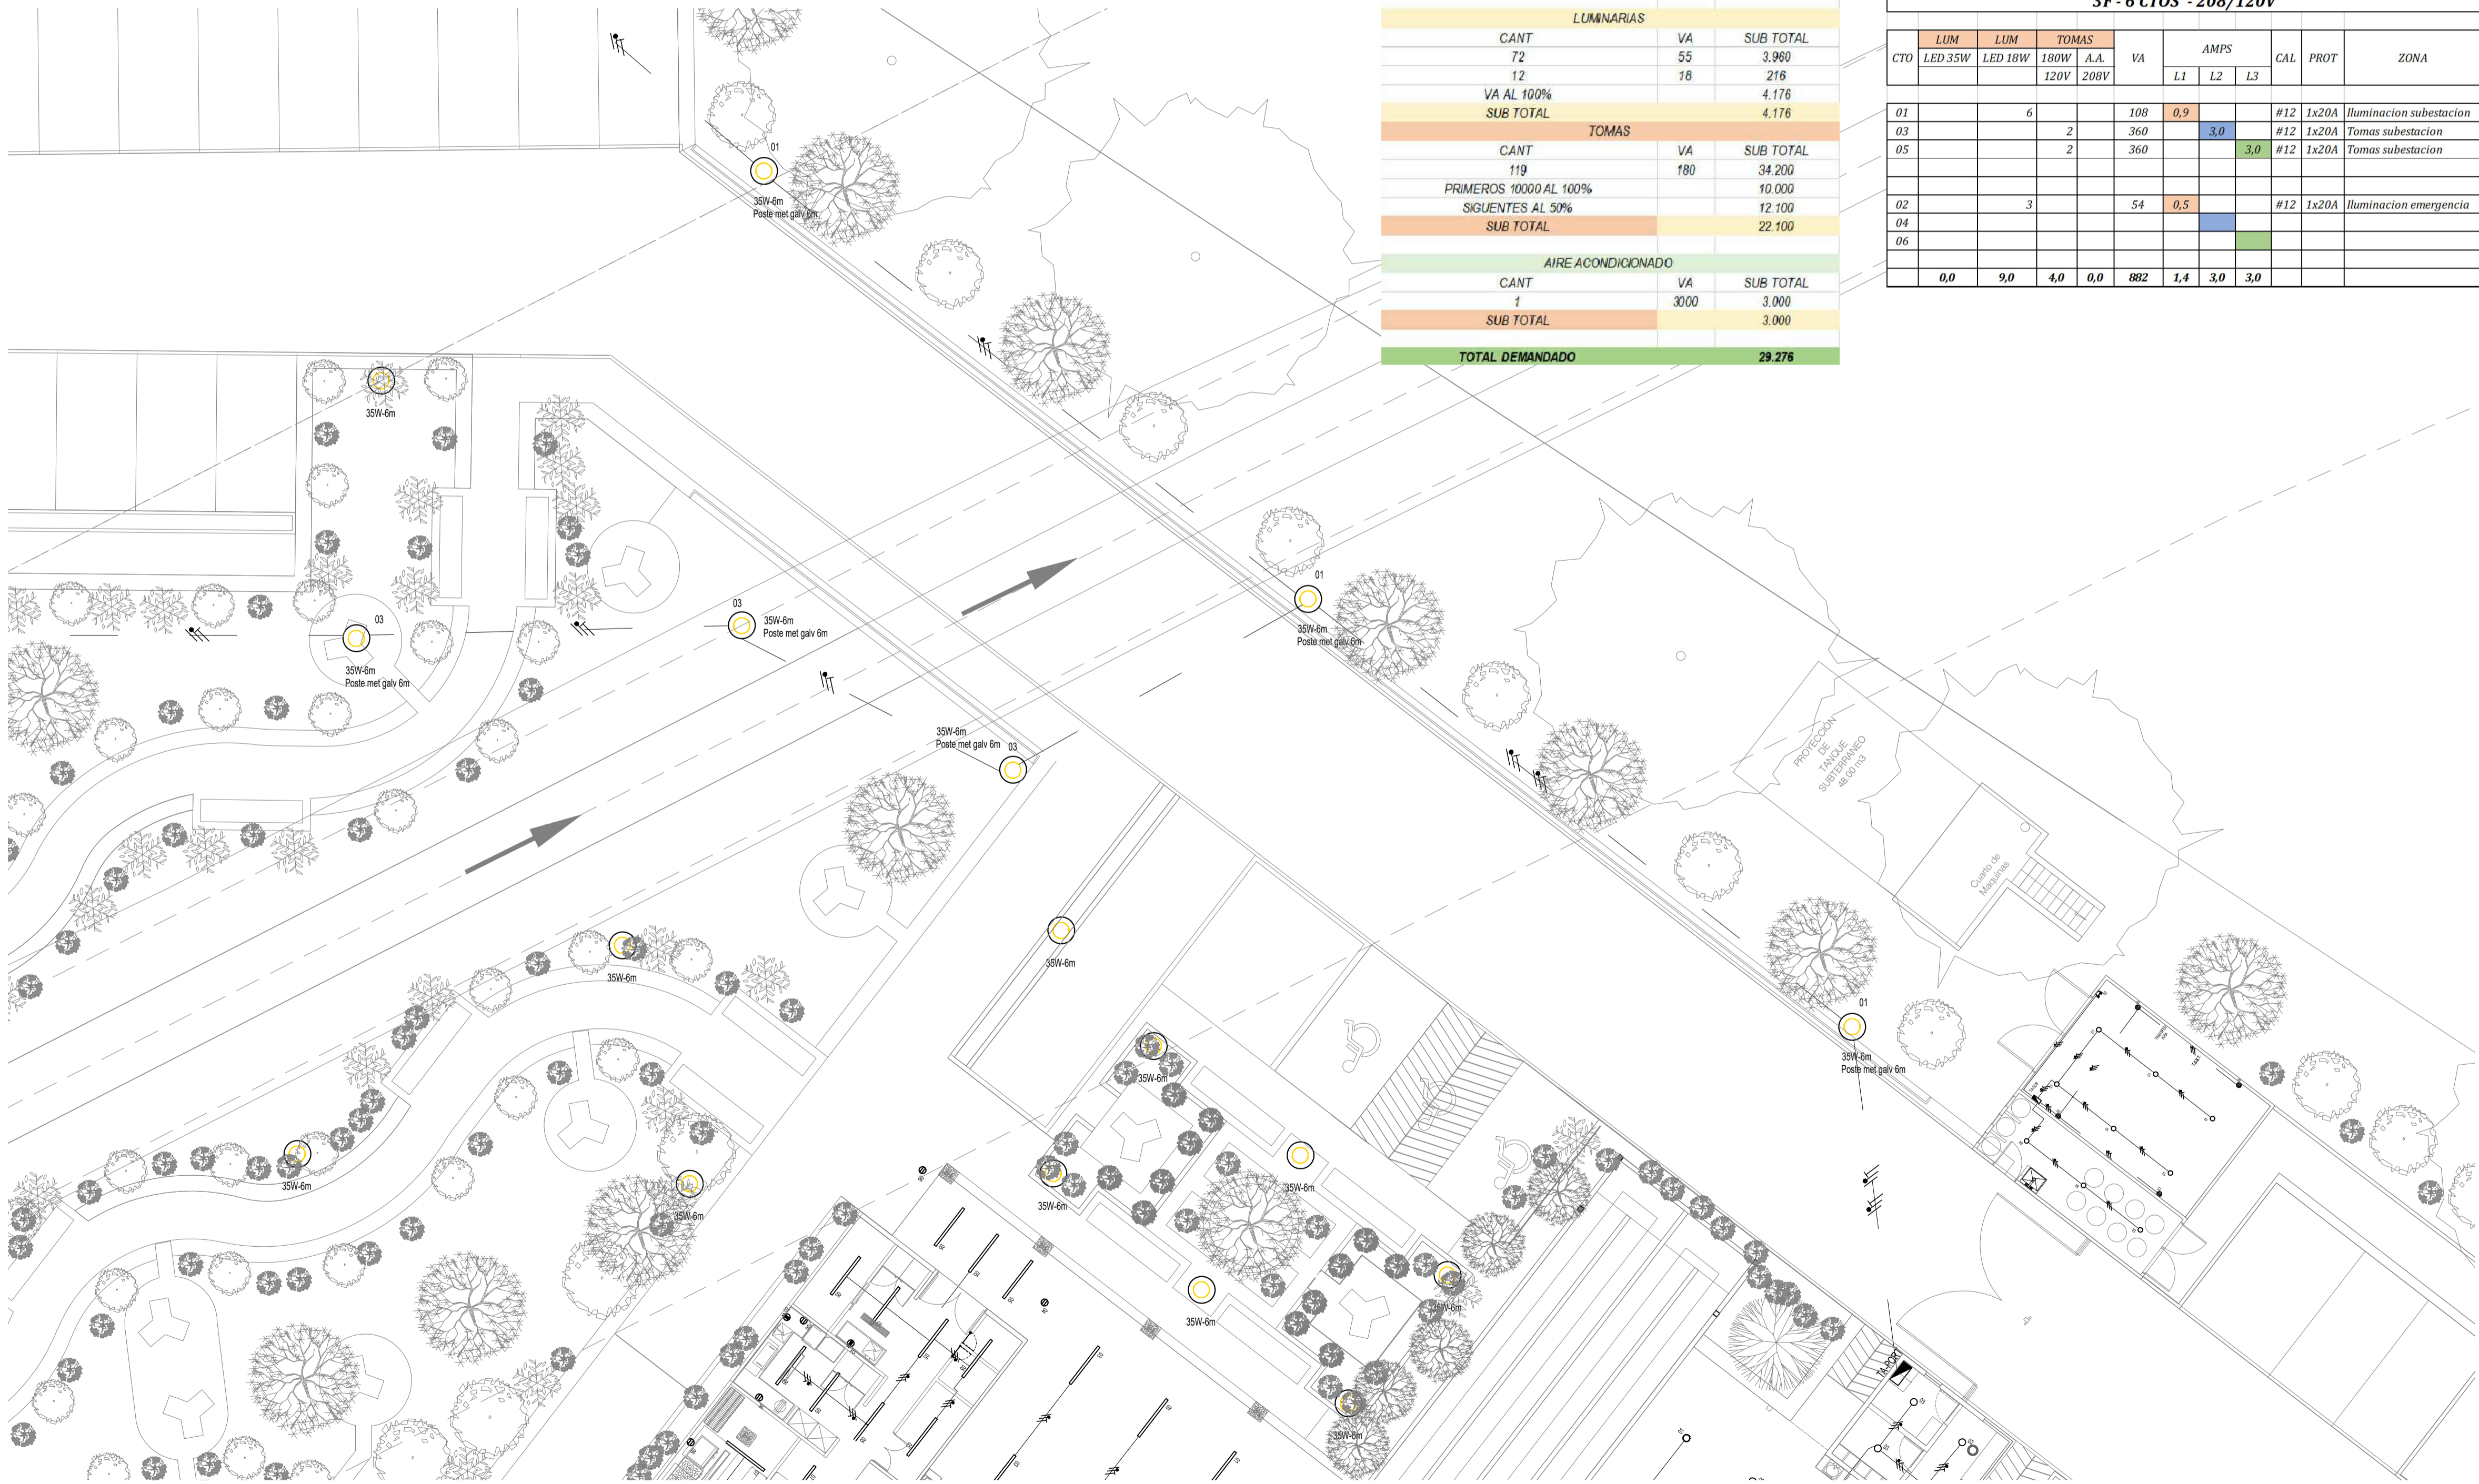 LUMINARIAS
CANT VA SUB TOTAL
72 55 3.960
12 18 216
VA AL 100% 4.176
SUB TOTAL 4.176
TOMAS
CANT VA SUB TOTAL
119 180 34.200
PRIMEROS 10000 AL 100% 10.000
SIGUENTES AL 50% 12.100
SUB TOTAL 22.100
AIRE ACONDICIONADO
CANT VA SUB TOTAL
1 3000 3.000
SUB TOTAL 3.000
TOTAL DEMANDADO 29.276
3F - 6 CTOS - 208/120V
CTO LUM LUM TOMAS VA AMPS CAL PROT ZONA
LED 35W LED 18W 180W A.A.
120V 208V L1 L2 L3
01 6 108 0,9 #12 1x20A Iluminacion subestacion
03 2 360 3,0 #12 1x20A Tomas subestacion
05 2 360 3,0 #12 1x20A Tomas subestacion
02 3 54 0,5 #12 1x20A Iluminacion emergencia
04
06
0,0 9,0 4,0 0,0 882 1,4 3,0 3,0
01
35W-6m
Poste met galv 6m
35W-6m
01
35W-6m
Poste met galv 6m
03
35W-6m
Poste met galv 6m
03
35W-6m
Poste met galv 6m
35W-6m
Poste met galv 6m 03
PROYECCION
DE
TANQUE
SUBTERRANEO
48.00 m3
Cuarto de
Maquinas
35W-6m
35W-6m
01
35W-6m
Poste met galv 6m
35W-6m
35W-6m
35W-6m
35W-6m
35W-6m
35W-6m
35W-6m
35W-6m
TA-PORT